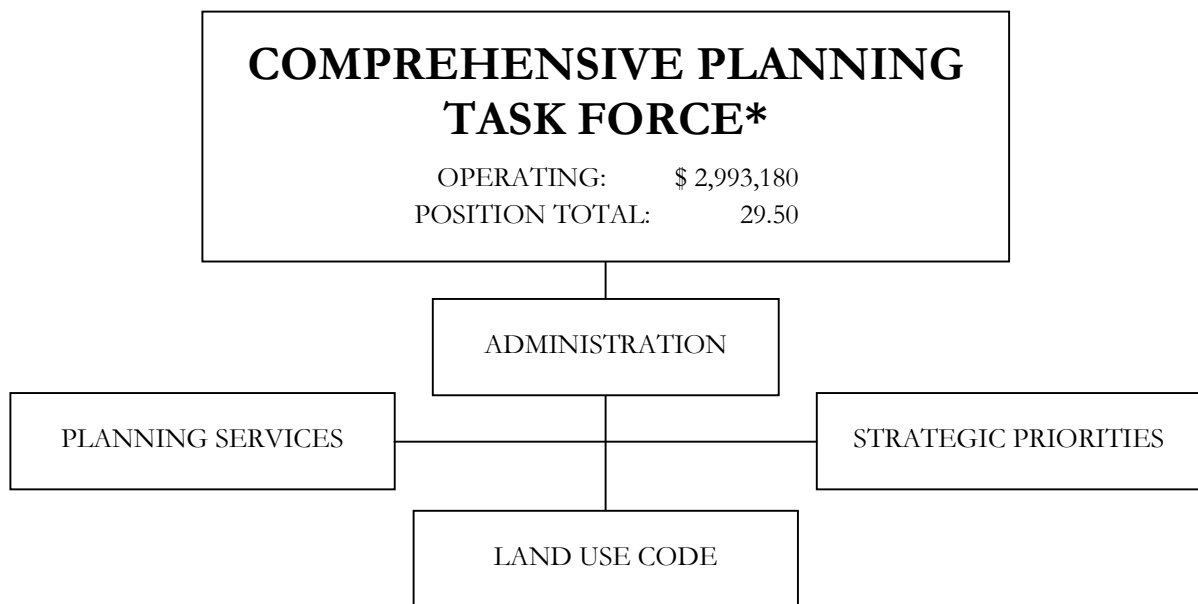 COMPREHENSIVE PLANNING
TASK FORCE*
OPERATING: $ 2,993,180
POSITION TOTAL: 29.50
ADMINISTRATION
PLANNING SERVICES
STRATEGIC PRIORITIES
LAND USE CODE